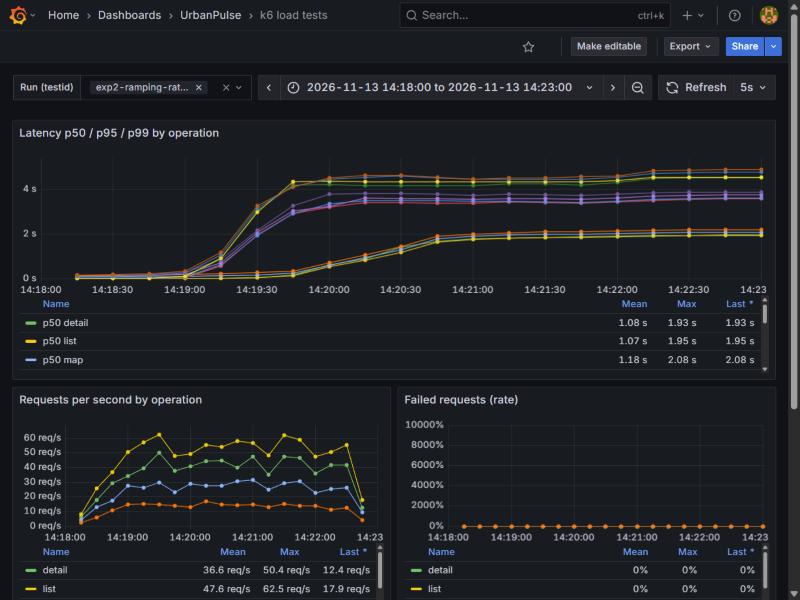 Home › Dashboards › UrbanPulse › k6 load tests
Search... ctrl+k
Make editable Export Share
Run (testid) exp2-ramping-rat... 2026-11-13 14:18:00 to 2026-11-13 14:23:00 Refresh 5s
Latency p50 / p95 / p99 by operation
4 s
2 s
0 s
14:18:00 14:18:30 14:19:00 14:19:30 14:20:00 14:20:30 14:21:00 14:21:30 14:22:00 14:22:30 14:23
Name Mean Max Last *
p50 detail 1.08 s 1.93 s 1.93 s
p50 list 1.07 s 1.95 s 1.95 s
p50 map 1.18 s 2.08 s 2.08 s
Requests per second by operation
60 req/s
50 req/s
40 req/s
30 req/s
20 req/s
10 req/s
0 req/s
14:18:00 14:19:00 14:20:00 14:21:00 14:22:00 14:23
Name Mean Max Last *
detail 36.6 req/s 50.4 req/s 12.4 req/s
list 47.6 req/s 62.5 req/s 17.9 req/s
Failed requests (rate)
10000%
8000%
6000%
4000%
2000%
0%
14:18:00 14:19:00 14:20:00 14:21:00 14:22:00 14:23
Name Mean Max Last *
detail 0% 0% 0%
list 0% 0% 0%